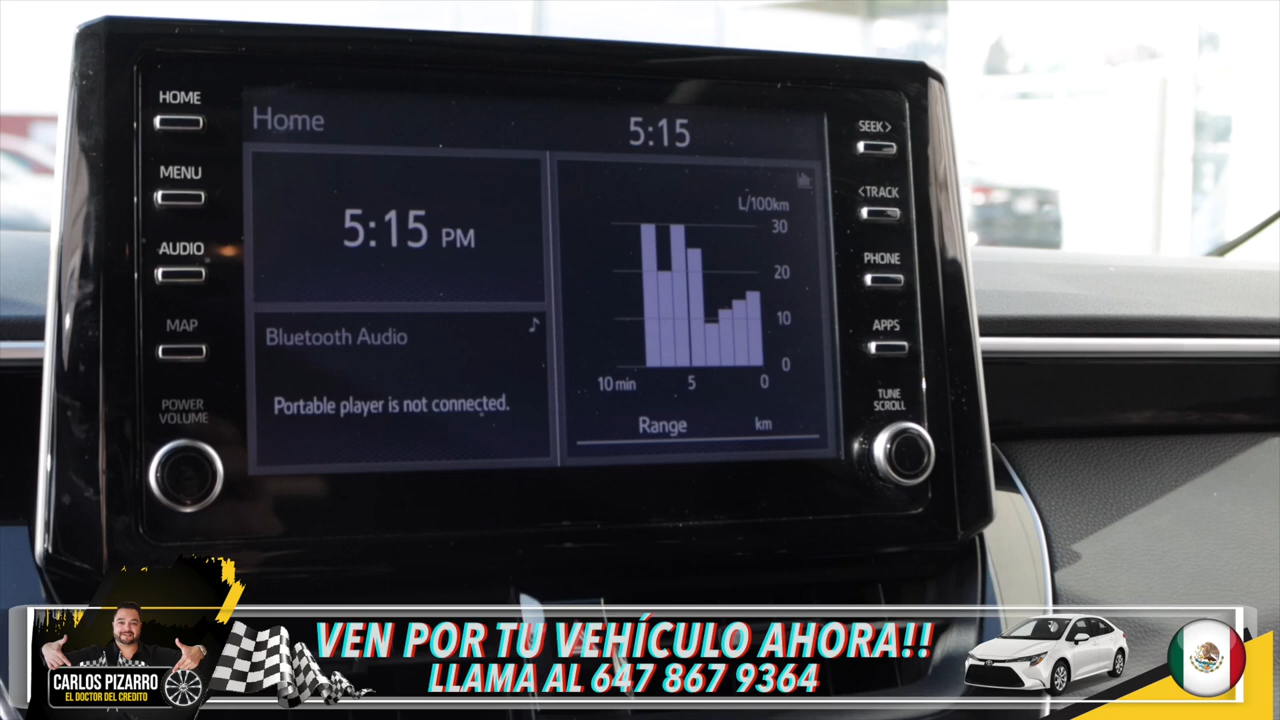 HOME
MENU
AUDIO
MAP
POWER
VOLUME
Home
5:15
5:15 PM
Bluetooth Audio
Portable player is not connected.
L/100km
30
20
10
0
10 min 5 0
Range km
SEEK>
<TRACK
PHONE
APPS
TUNE
SCROLL
CARLOS PIZARRO
EL DOCTOR DEL CREDITO
VEN POR TU VEHÍCULO AHORA!!
LLAMA AL 647 867 9364